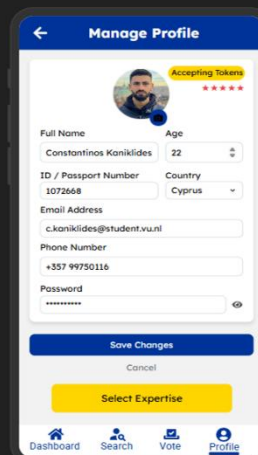 Manage Profile
Accepting Tokens
Full Name
Age
Constantinos Kaniklides
22
ID / Passport Number
Country
1072668
Cyprus
Email Address
c.kaniklides@student.vu.nl
Phone Number
+357 99750116
Password
••••••••••
Save Changes
Cancel
Select Expertise
Dashboard
Search
Vote
Profile